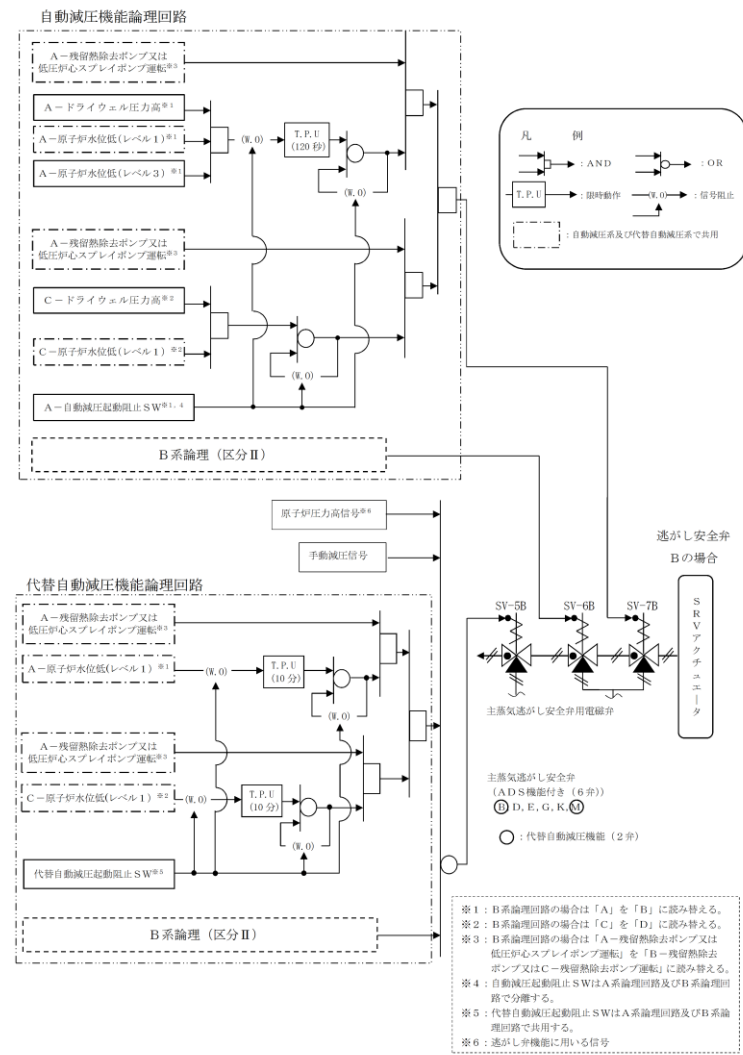 自動減圧機能論理回路
A－残留熱除去ポンプ又は
低圧炉心スプレイポンプ運転※3
A－ドライウェル圧力高※1
A－原子炉水位低(レベル1)※1
A－原子炉水位低(レベル3)※1
(W.O)
T.P.U
(120秒)
(W.O)
A－残留熱除去ポンプ又は
低圧炉心スプレイポンプ運転※3
C－ドライウェル圧力高※2
C－原子炉水位低(レベル1)※2
(W.O)
A－自動減圧起動阻止SW※1,4
B系論理（区分Ⅱ）
凡 例
：AND
：OR
T.P.U
：限時動作
(W.O)
：信号阻止
：自動減圧系及び代替自動減圧系で共用
原子炉圧力高信号※6
手動減圧信号
代替自動減圧機能論理回路
A－残留熱除去ポンプ又は
低圧炉心スプレイポンプ運転※3
A－原子炉水位低(レベル1)※1
(W.O)
T.P.U
(10分)
(W.O)
A－残留熱除去ポンプ又は
低圧炉心スプレイポンプ運転※3
C－原子炉水位低(レベル1)※2
(W.O)
T.P.U
(10分)
(W.O)
代替自動減圧起動阻止SW※5
B系論理（区分Ⅱ）
逃がし安全弁
Bの場合
SV-5B
SV-6B
SV-7B
SRVアクチュエータ
主蒸気逃がし安全弁用電磁弁
主蒸気逃がし安全弁
(ADS機能付き（6弁）)
B,D,E,G,K,M
○：代替自動減圧機能（2弁）
※1：B系論理回路の場合は「A」を「B」に読み替える。
※2：B系論理回路の場合は「C」を「D」に読み替える。
※3：B系論理回路の場合は「A－残留熱除去ポンプ又は
低圧炉心スプレイポンプ運転」を「B－残留熱除去
ポンプ又はC－残留熱除去ポンプ運転」に読み替える。
※4：自動減圧起動阻止SWはA系論理回路及びB系論理回
路で分離する。
※5：代替自動減圧起動阻止SWはA系論理回路及びB系論
理回路で共用する。
※6：逃がし弁機能に用いる信号